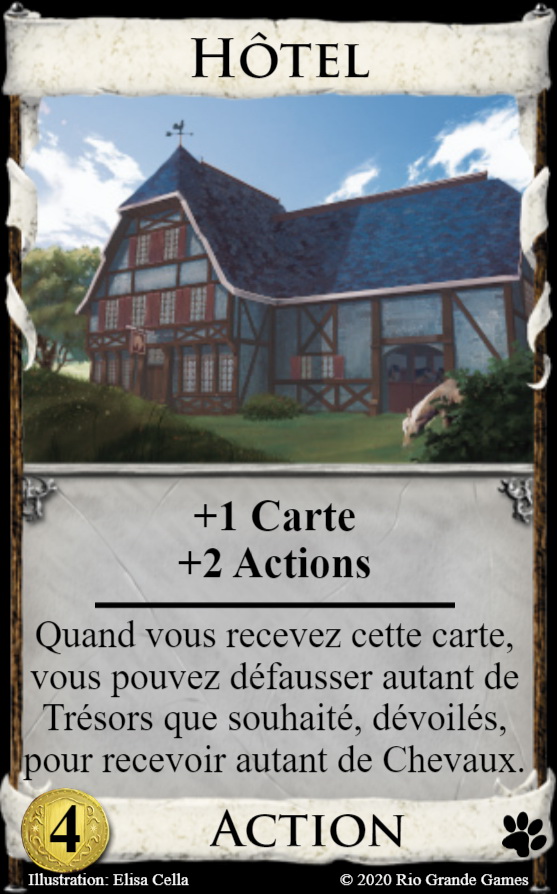 HÔTEL
+1 Carte
+2 Actions
Quand vous recevez cette carte,
vous pouvez défausser autant de
Trésors que souhaité, dévoilés,
pour recevoir autant de Chevaux.
4
ACTION
Illustration: Elisa Cella
© 2020 Rio Grande Games